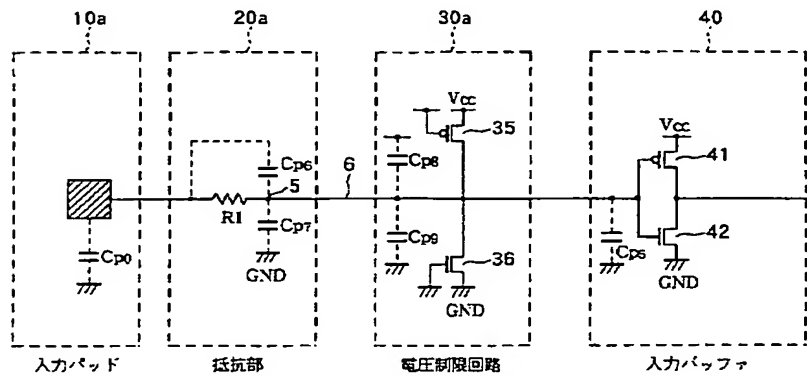 10a
20a
30a
40
Vcc
35
Cp8
Cp6
5
6
R1
Cp7
GND
Cp0
Cp9
36
GND
Vcc
41
42
Cp5
GND
入力パッド
抵抗部
電圧制限回路
入力バッファ